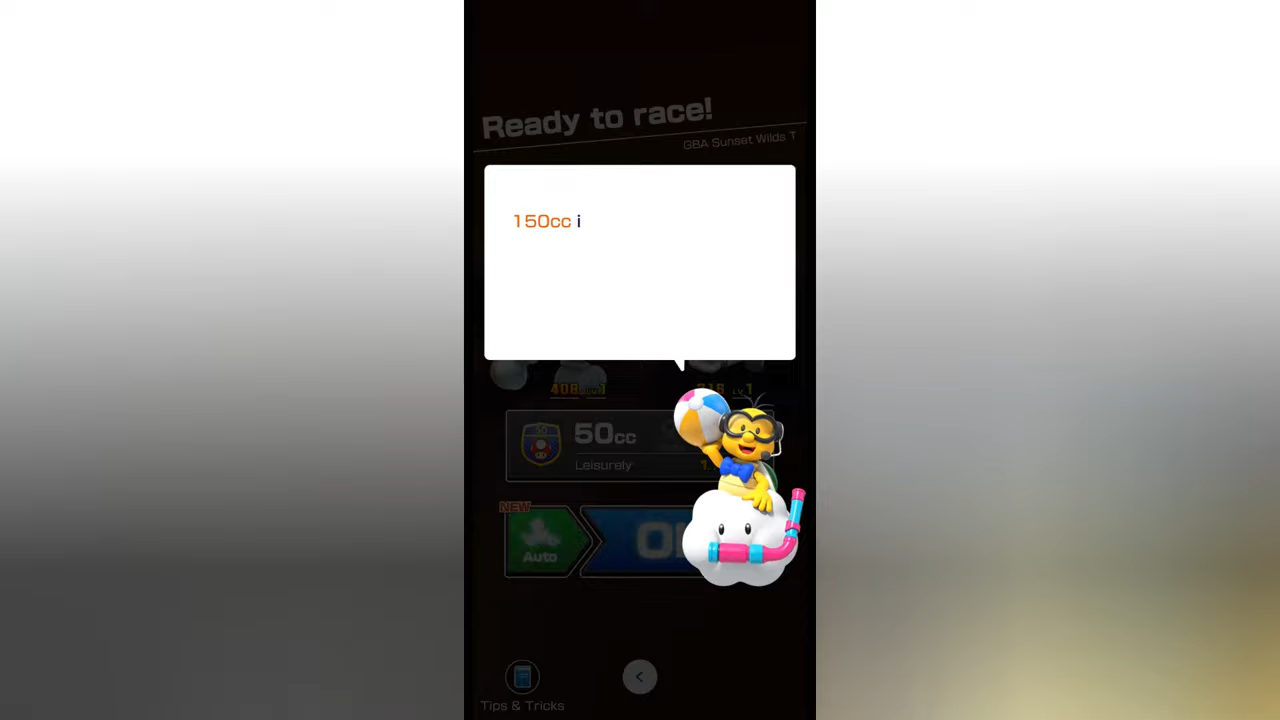 Ready to race!
GBA Sunset Wilds T
150cc i
50cc
Leisurely
NEW
Auto
Tips & Tricks